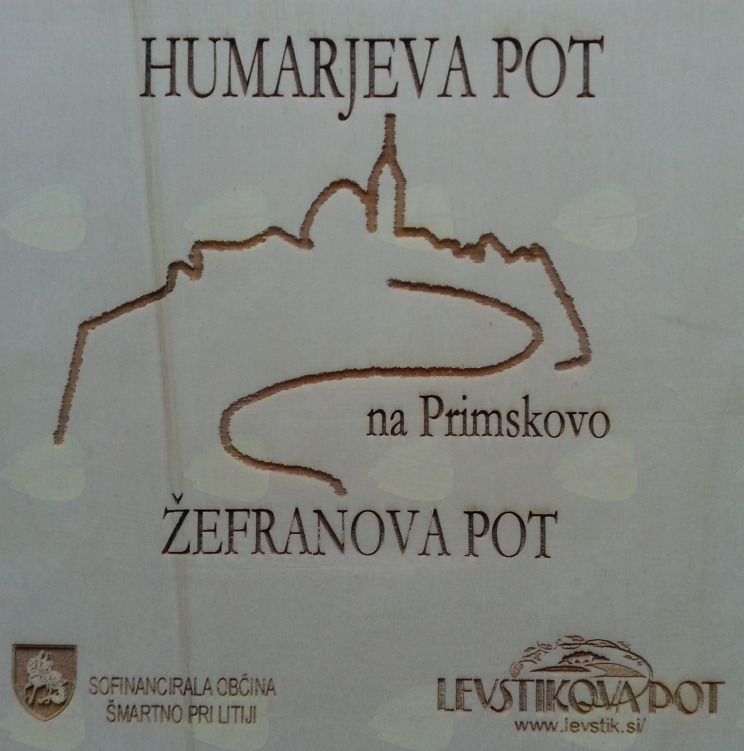 HUMARJEVA POT
na Primskovo
ŽEFRANOVA POT
SOFINANCIRALA OBČINA
ŠMARTNO PRI LITIJI
LEVSTIKOVA POT
www.levstik.si/